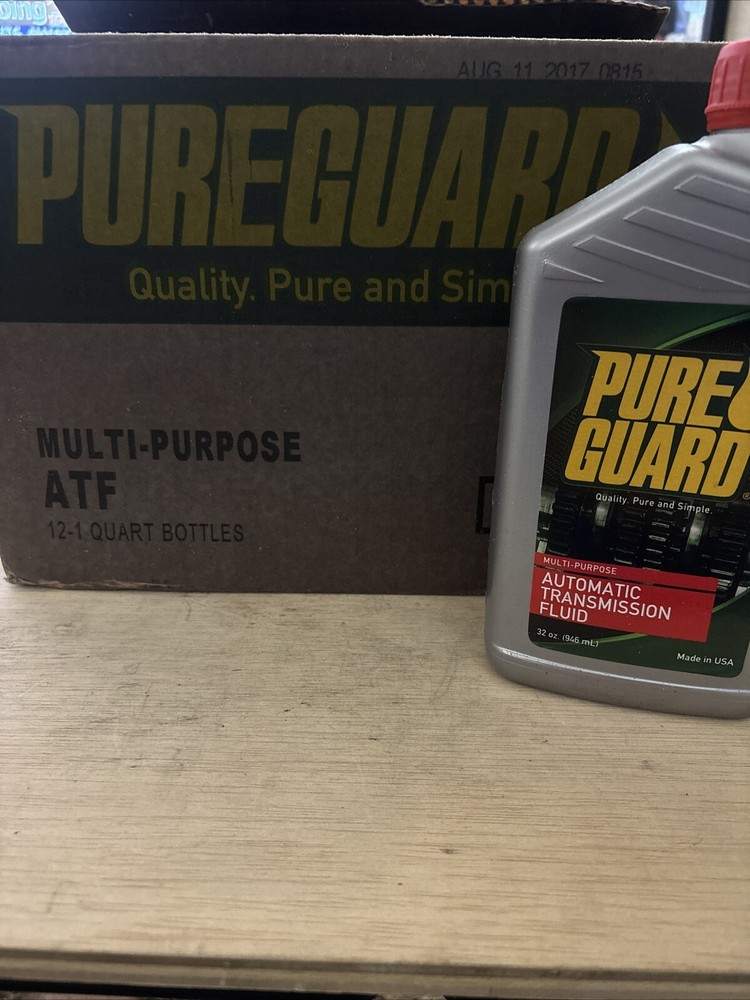 AUG 11 2017 0815
PUREGUARD
Quality. Pure and Sim
MULTI-PURPOSE
ATF
12-1 QUART BOTTLES
PURE
GUARD®
Quality. Pure and Simple.
MULTI-PURPOSE
AUTOMATIC
TRANSMISSION
FLUID
32 oz. (946 mL)
Made in USA